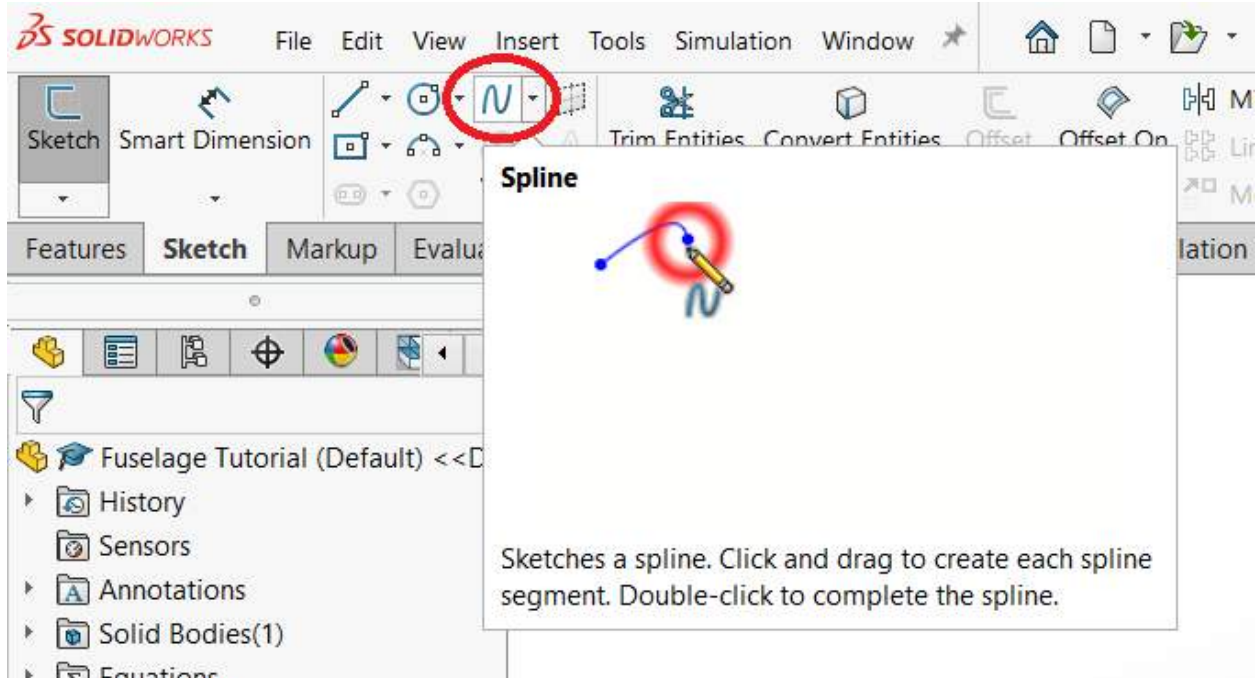 SOLIDWORKS File Edit View Insert Tools Simulation Window
Sketch Smart Dimension Trim Entities Convert Entities Offset Offset On
Spline
Features Sketch Markup
Fuselage Tutorial (Default) <<D
History
Sensors
Annotations
Solid Bodies(1)
Equations
Sketches a spline. Click and drag to create each spline
segment. Double-click to complete the spline.